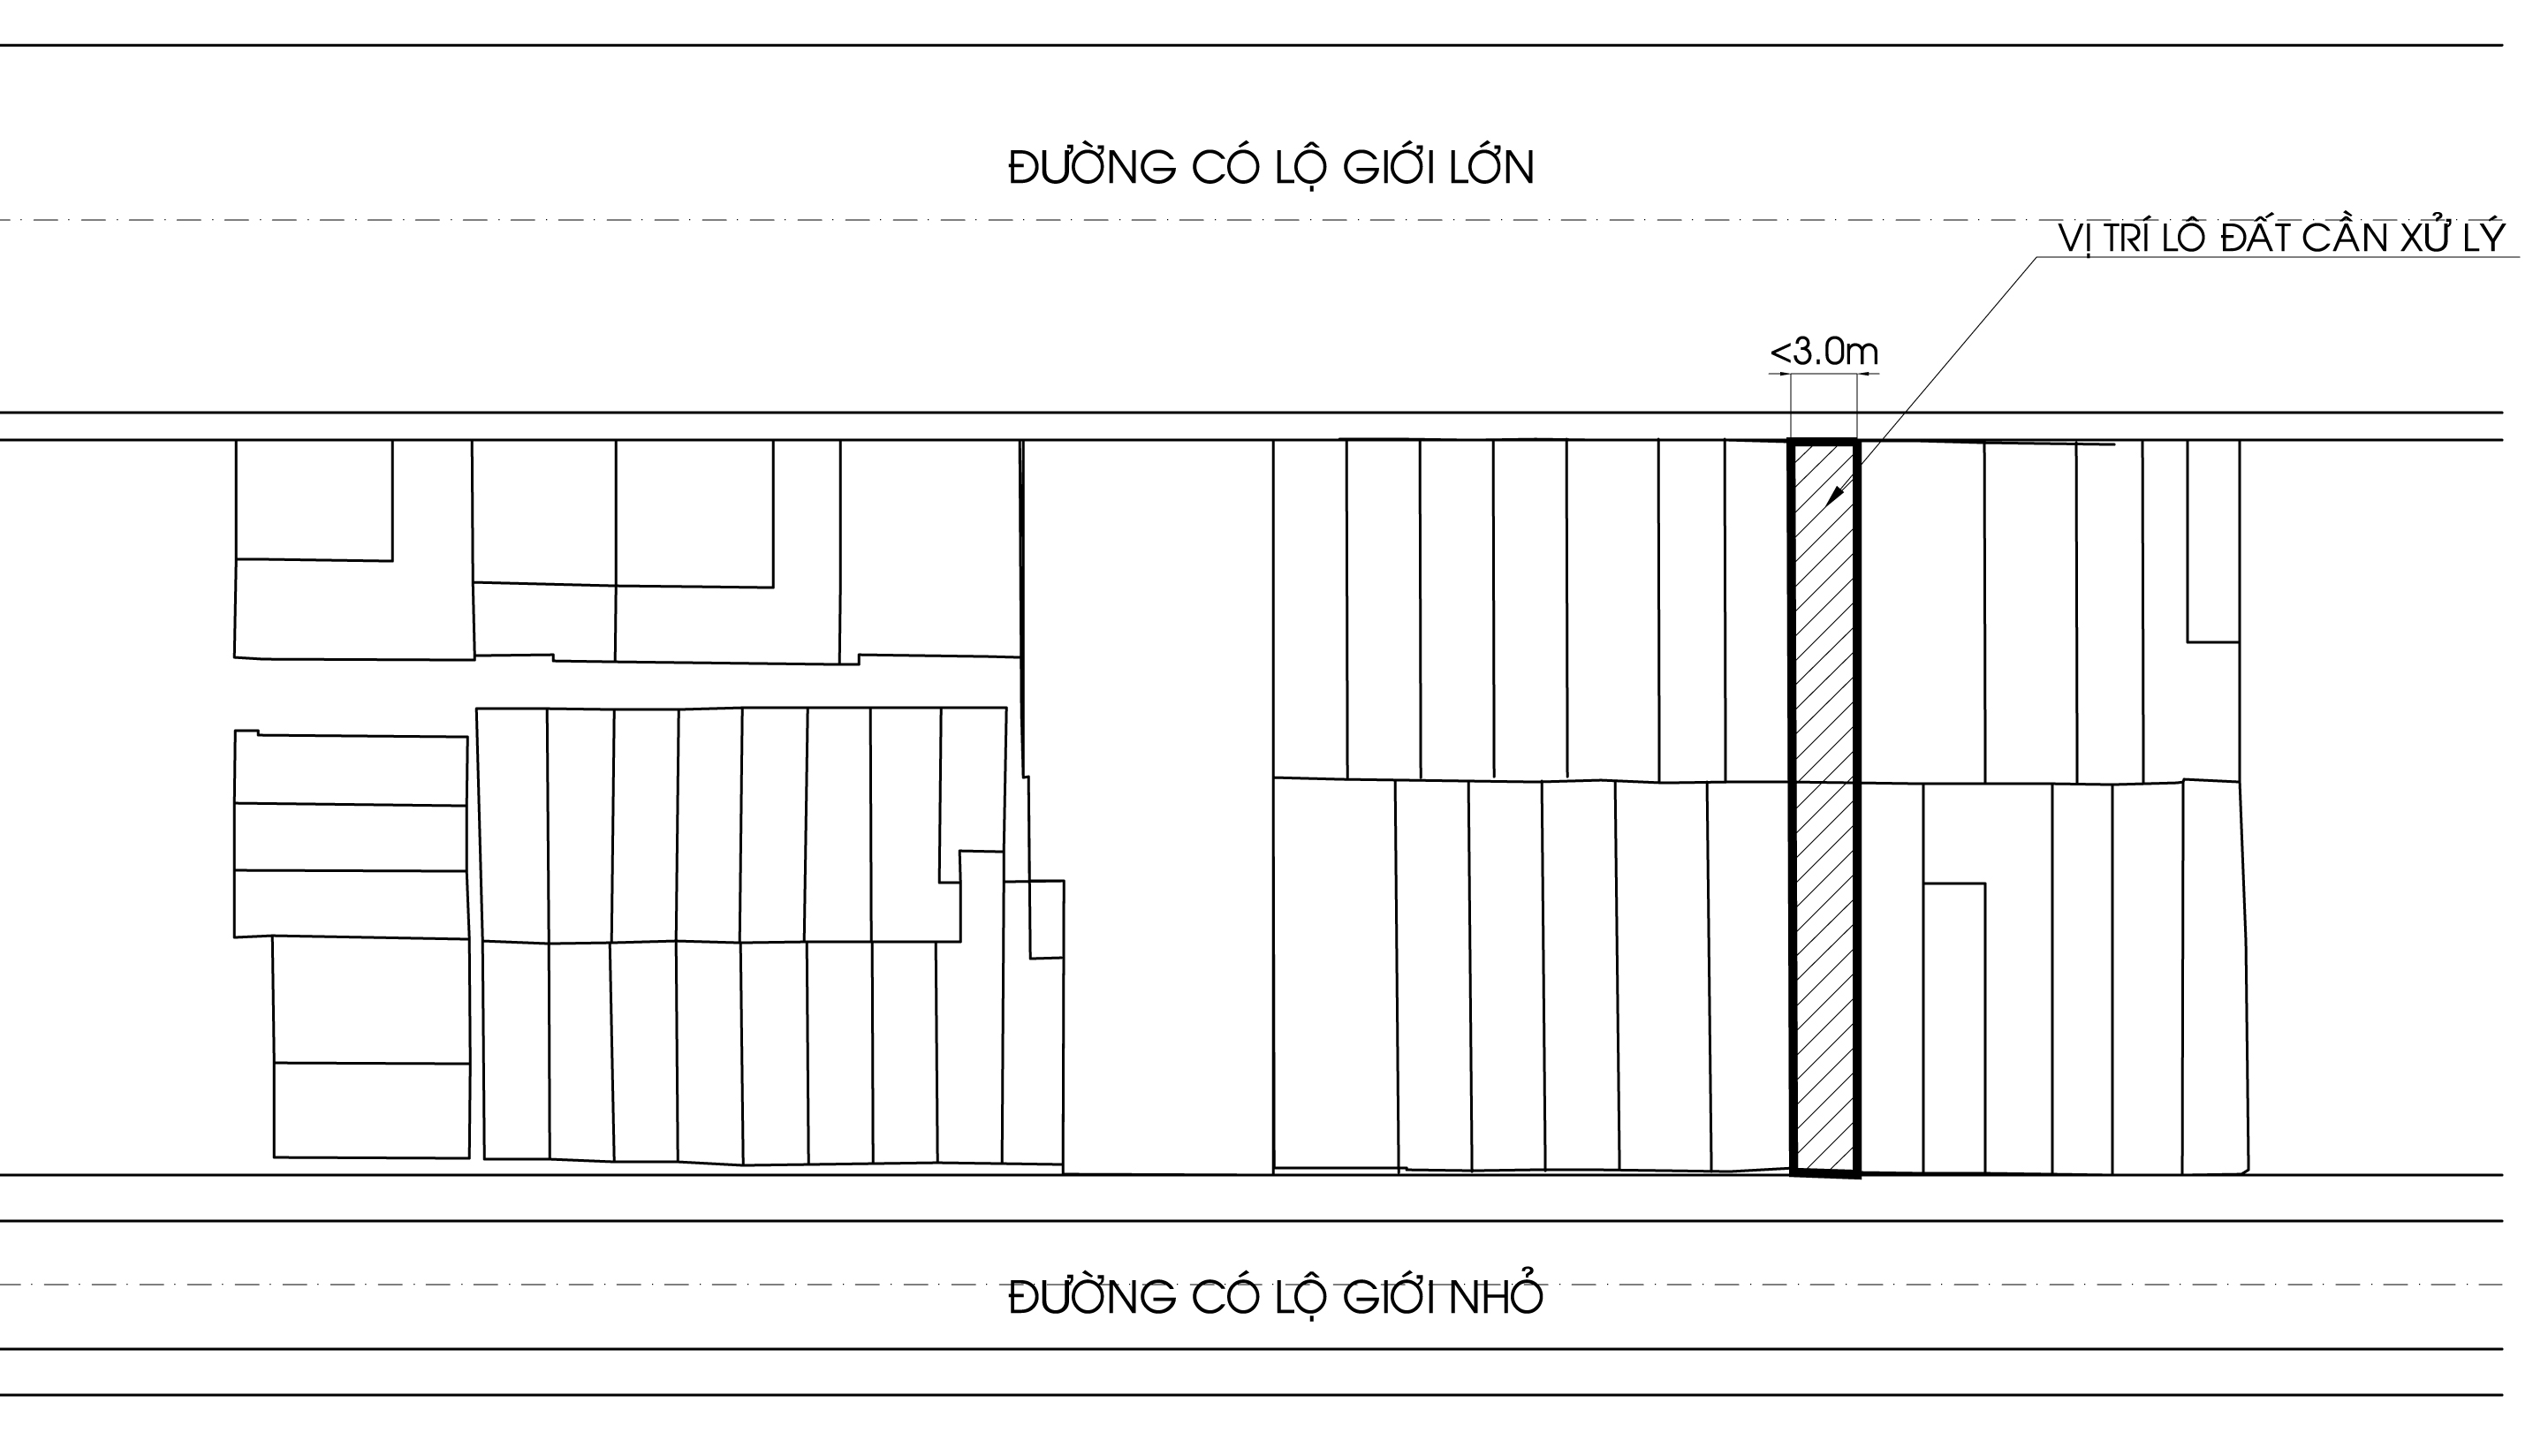 ĐƯỜNG CÓ LỘ GIỚI LỚN
VỊ TRÍ LÔ ĐẤT CẦN XỬ LÝ
<3.0m
ĐƯỜNG CÓ LỘ GIỚI NHỎ